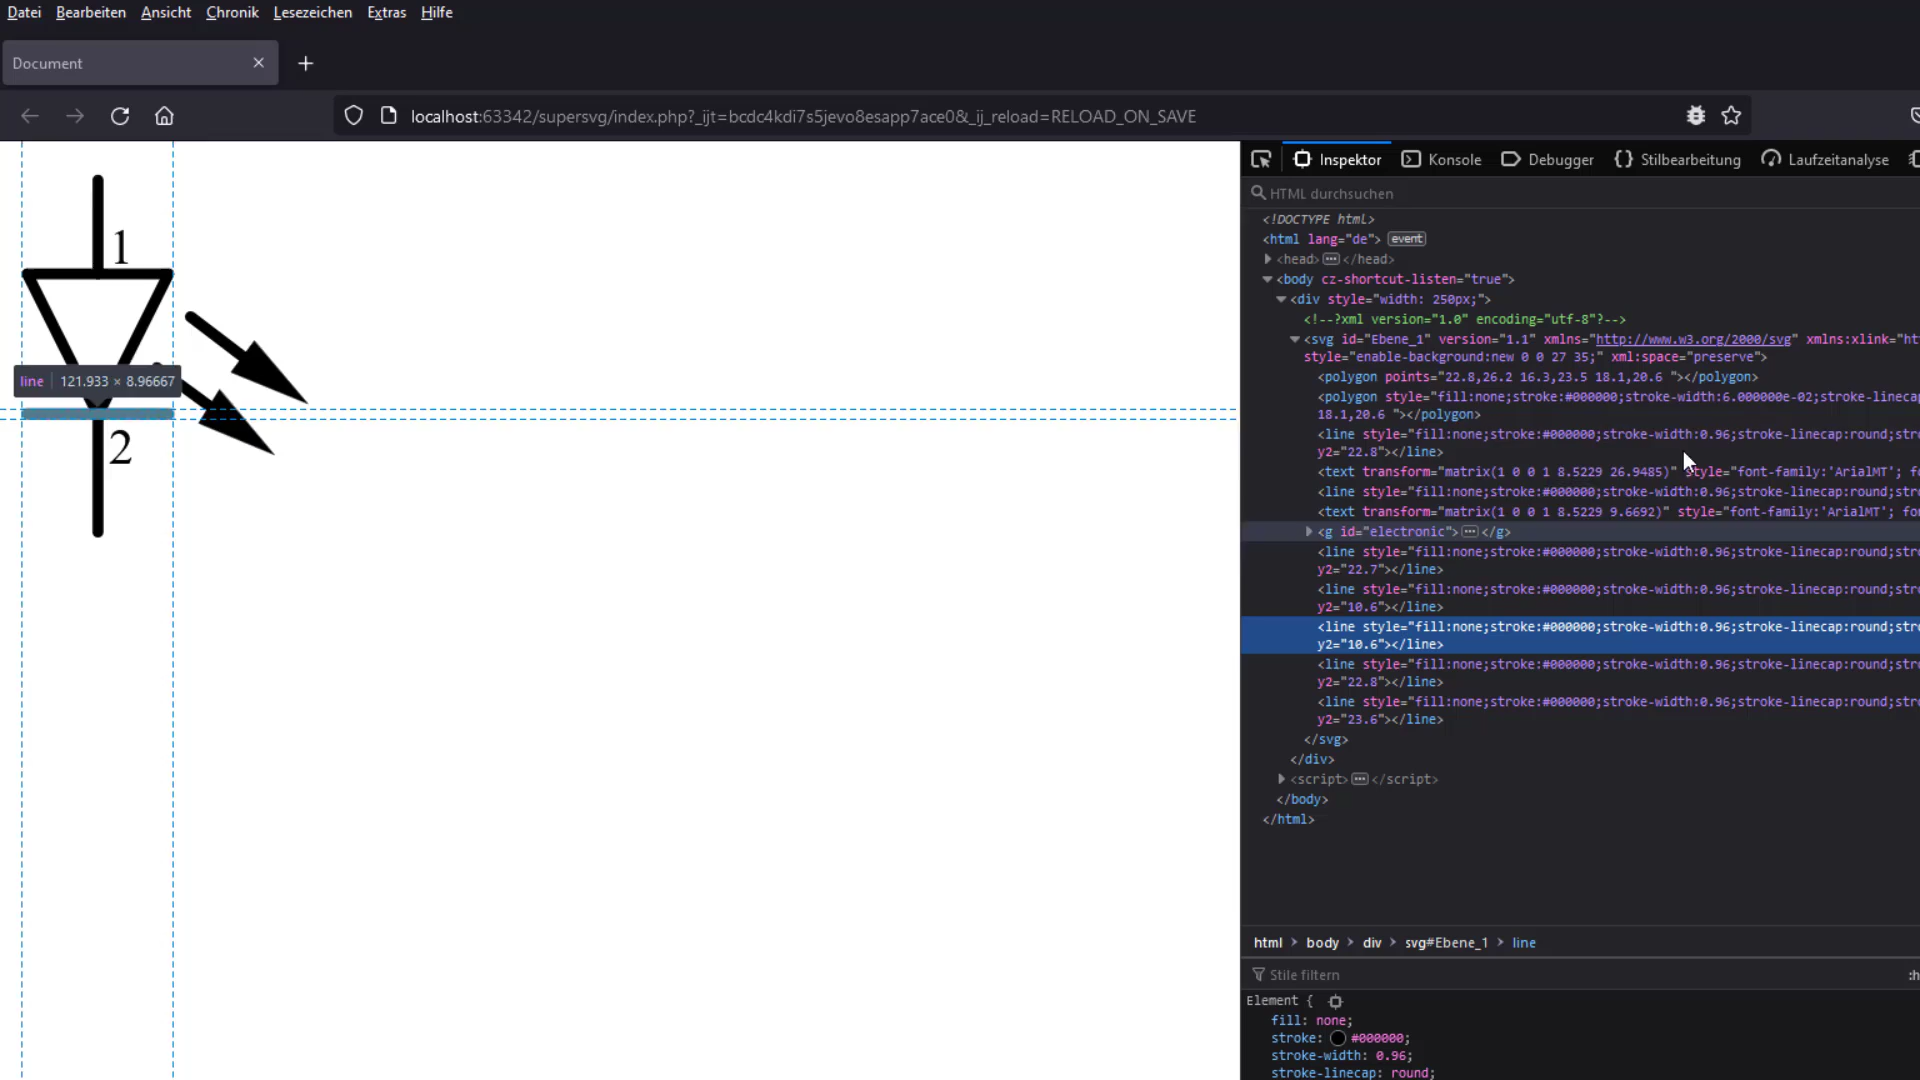 Datei Bearbeiten Ansicht Chronik Lesezeichen Extras Hilfe
Document
localhost:63342/supersvg/index.php?_ijt=bcdc4kdi7s5jevo8esapp7ace0&_ij_reload=RELOAD_ON_SAVE
1
line 121.933 × 8.96667
2
Inspektor Konsole Debugger Stilbearbeitung Laufzeitanalyse
HTML durchsuchen
<!DOCTYPE html>
<html lang="de"> event
<head> ••• </head>
<body cz-shortcut-listen="true">
<div style="width: 250px;">
<!--?xml version="1.0" encoding="utf-8"?-->
<svg id="Ebene_1" version="1.1" xmlns="http://www.w3.org/2000/svg" xmlns:xlink="ht
style="enable-background:new 0 0 27 35;" xml:space="preserve">
<polygon points="22.8,26.2 16.3,23.5 18.1,20.6 "></polygon>
<polygon style="fill:none;stroke:#000000;stroke-width:6.000000e-02;stroke-linecap
18.1,20.6 "></polygon>
<line style="fill:none;stroke:#000000;stroke-width:0.96;stroke-linecap:round;str
y2="22.8"></line>
<text transform="matrix(1 0 0 1 8.5229 26.9485)" style="font-family:'ArialMT'; fo
<line style="fill:none;stroke:#000000;stroke-width:0.96;stroke-linecap:round;str
<text transform="matrix(1 0 0 1 8.5229 9.6692)" style="font-family:'ArialMT'; fon
<g id="electronic"> ••• </g>
<line style="fill:none;stroke:#000000;stroke-width:0.96;stroke-linecap:round;str
y2="22.7"></line>
<line style="fill:none;stroke:#000000;stroke-width:0.96;stroke-linecap:round;str
y2="10.6"></line>
<line style="fill:none;stroke:#000000;stroke-width:0.96;stroke-linecap:round;str
y2="10.6"></line>
<line style="fill:none;stroke:#000000;stroke-width:0.96;stroke-linecap:round;str
y2="22.8"></line>
<line style="fill:none;stroke:#000000;stroke-width:0.96;stroke-linecap:round;str
y2="23.6"></line>
</svg>
</div>
<script> ••• </script>
</body>
</html>
html > body > div > svg#Ebene_1 > line
Stile filtern :h
Element {
fill: none;
stroke: #000000;
stroke-width: 0.96;
stroke-linecap: round;